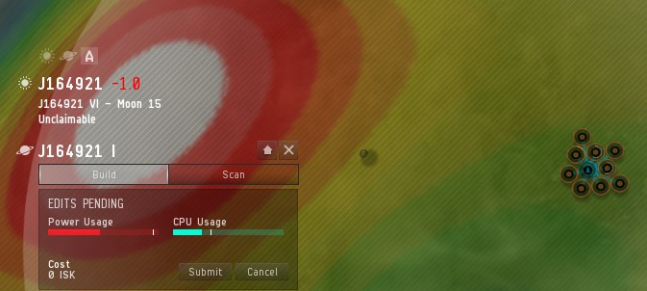 A
J164921 -1.0
J164921 VI - Moon 15
Unclaimable
J164921 I
Build Scan
EDITS PENDING
Power Usage CPU Usage
Cost
0 ISK
Submit Cancel